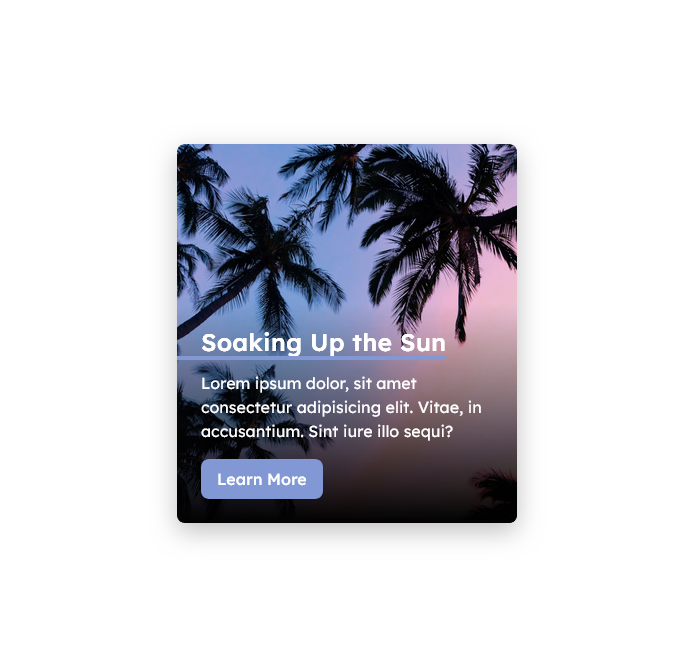 Soaking Up the Sun
Lorem ipsum dolor, sit amet
consectetur adipisicing elit. Vitae, in
accusantium. Sint iure illo sequi?
Learn More